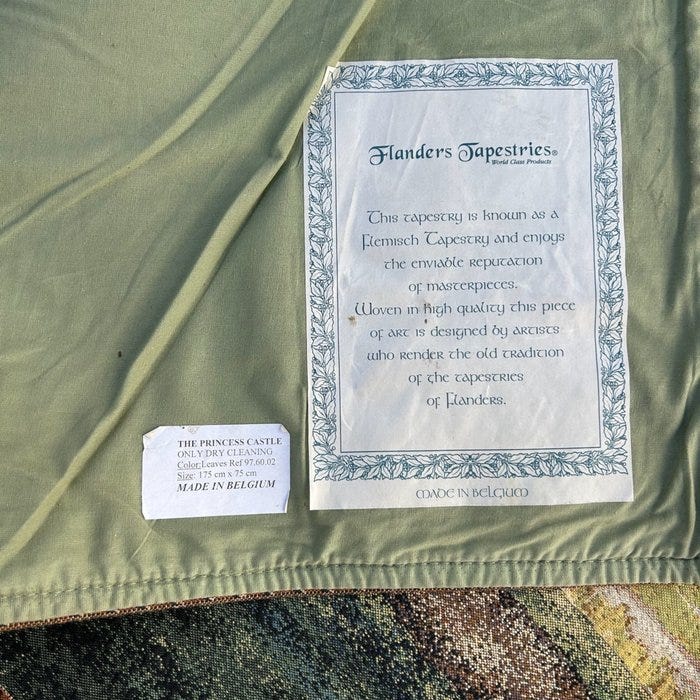 Flanders Tapestries®
World Class Products
This tapestry is known as a
Flemisch Tapestry and enjoys
the enviable reputation
of masterpieces.
Woven in high quality this piece
of art is designed by artists
who render the old tradition
of the tapestries
of Flanders.
MADE IN BELGIUM
THE PRINCESS CASTLE
ONLY DRY CLEANING
Color:Leaves Ref 97.60.02
Size: 175 cm x 75 cm
MADE IN BELGIUM